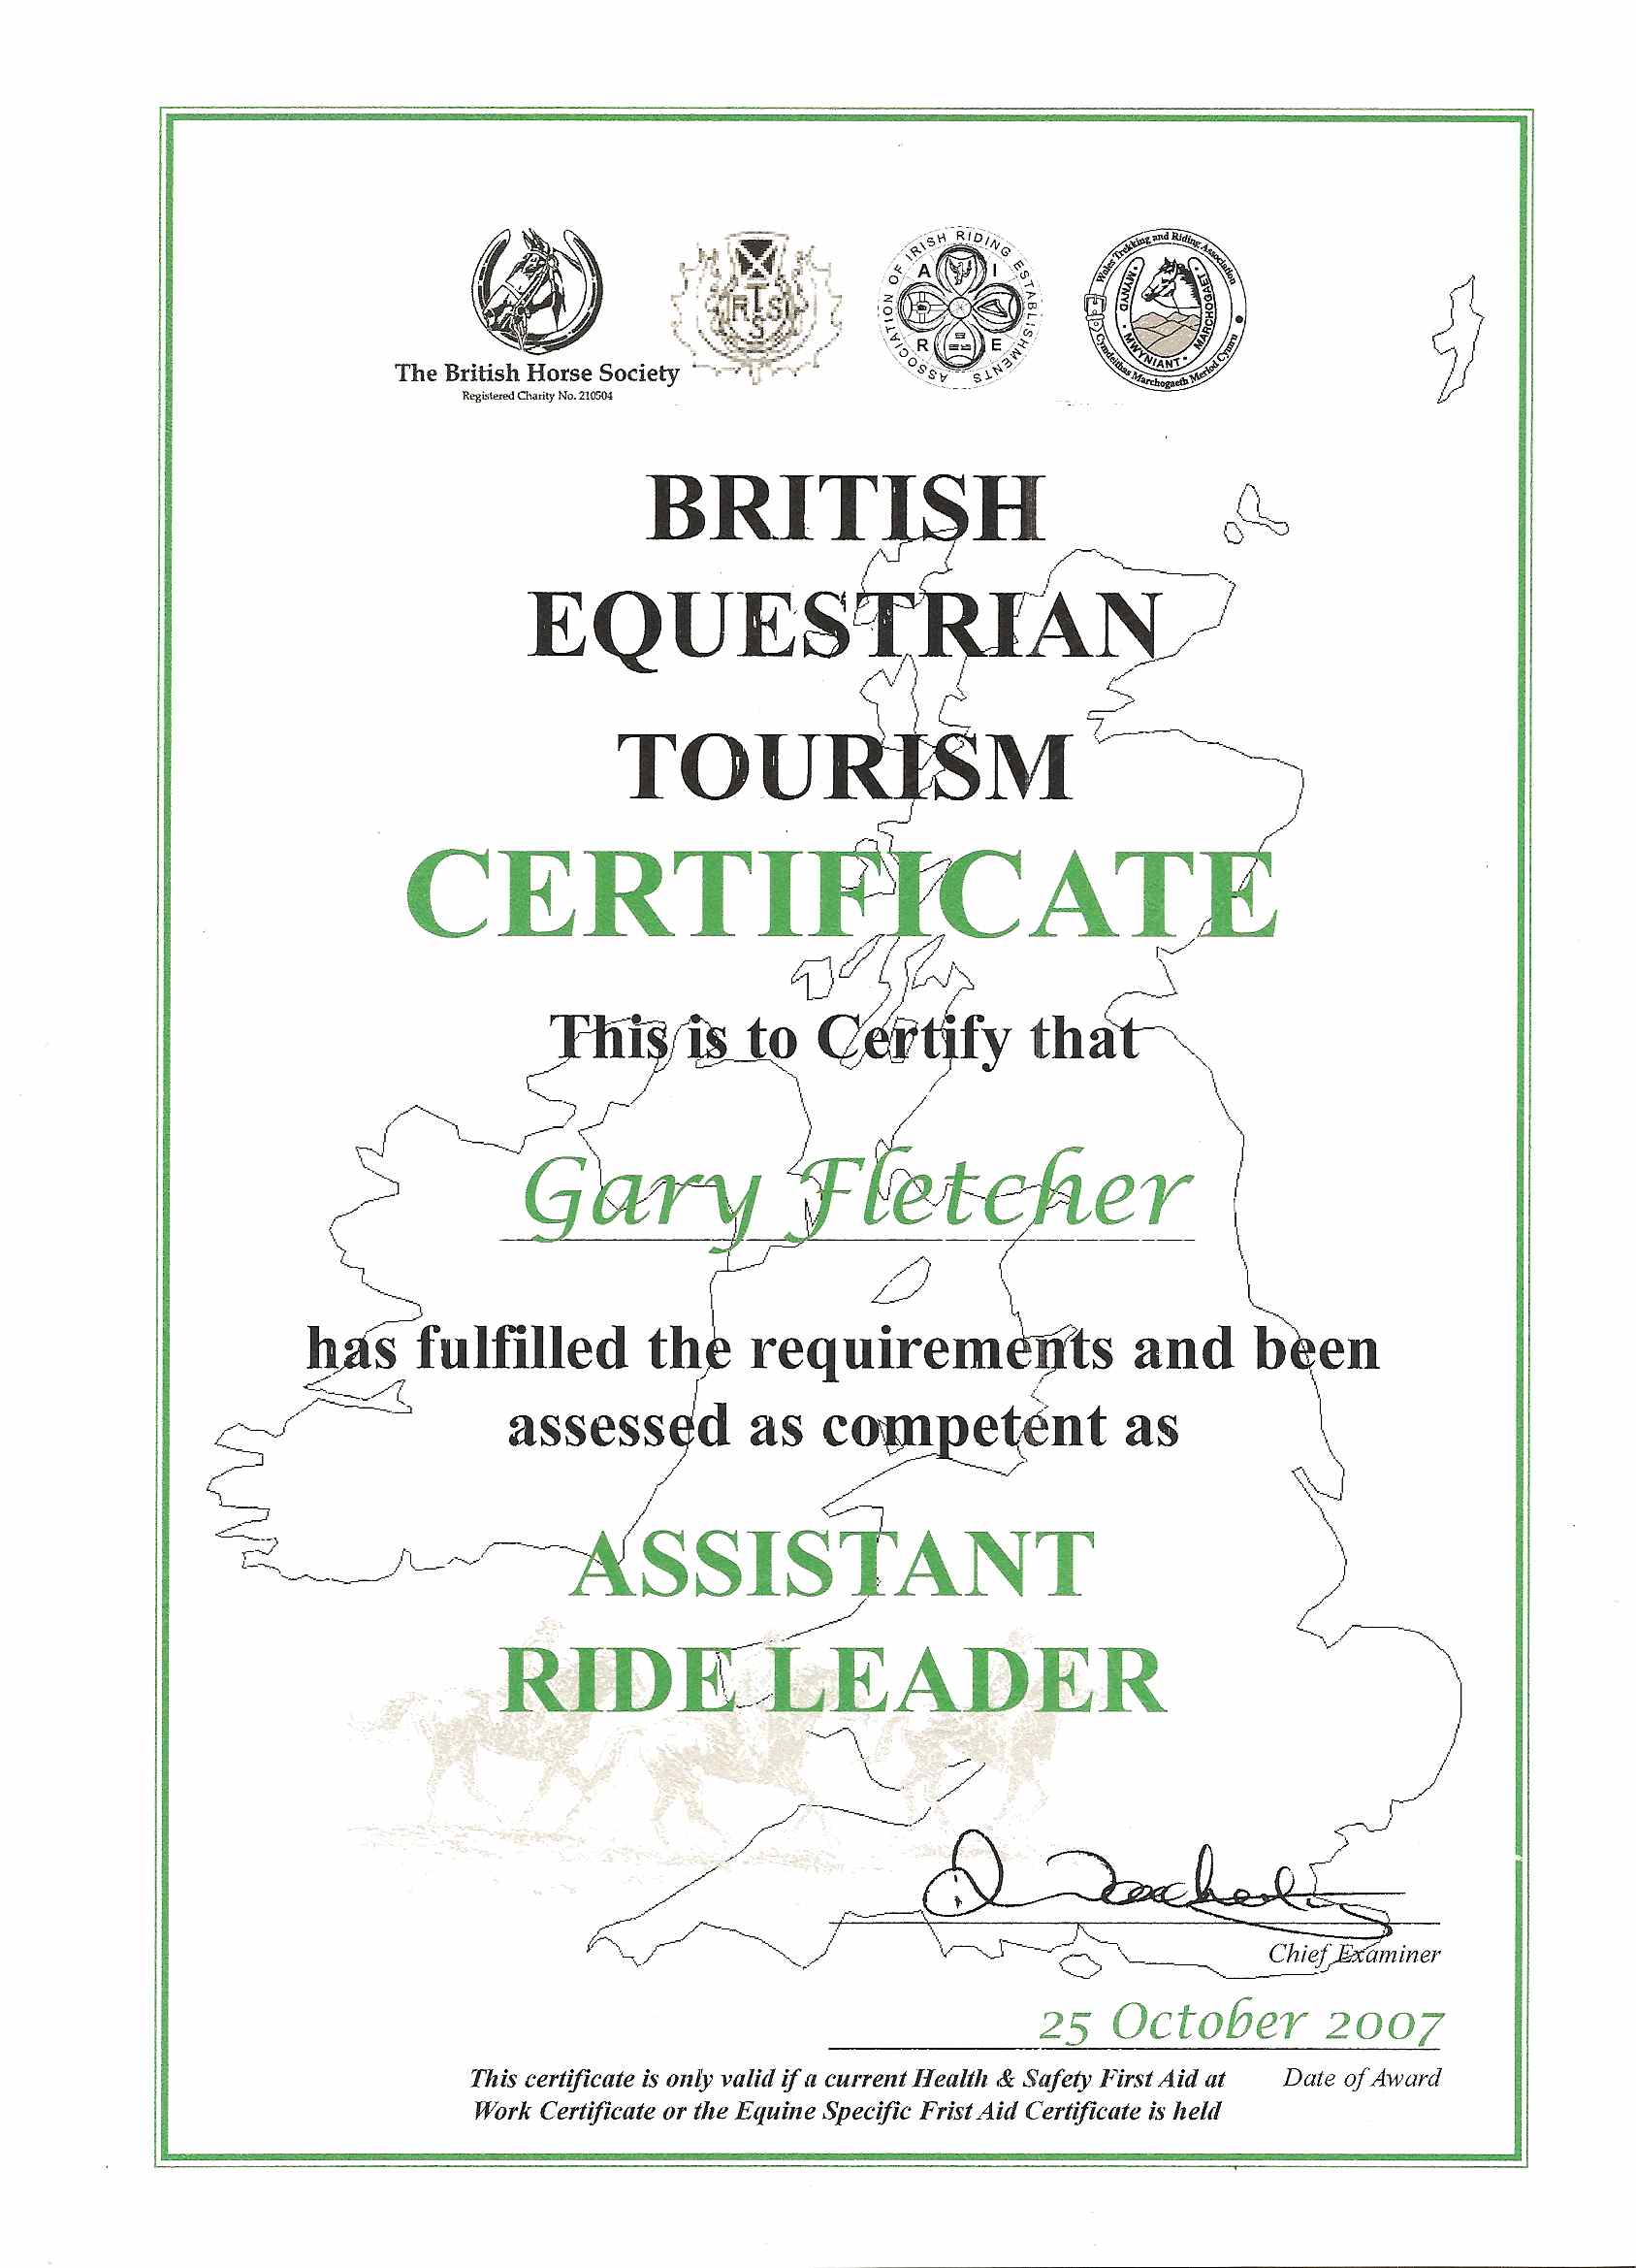 The British Horse Society
Registered Charity No. 210504
TRSS
ASSOCIATION OF IRISH RIDING ESTABLISHMENTS
A I R E
Wales Trekking and Riding Association
MYNYDD • MWYNIANT • MARCHOGAETH
Cymdeithas Marchogaeth Merlod Cymru
BRITISH
EQUESTRIAN
TOURISM
CERTIFICATE
This is to Certify that
Gary Fletcher
has fulfilled the requirements and been
assessed as competent as
ASSISTANT
RIDE LEADER
Chief Examiner
25 October 2007
Date of Award
This certificate is only valid if a current Health & Safety First Aid at
Work Certificate or the Equine Specific Frist Aid Certificate is held